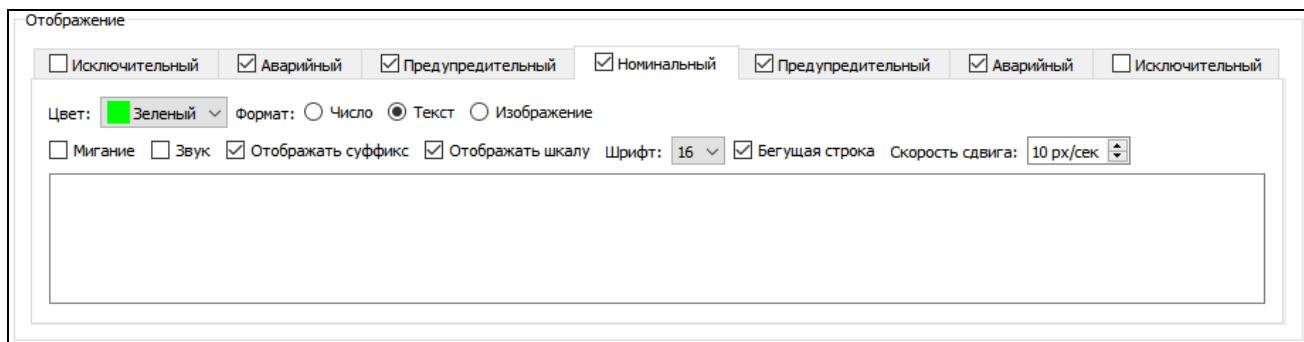 Отображение
Исключительный Аварийный Предупредительный Номинальный Предупредительный Аварийный Исключительный
Цвет: Зеленый Формат: Число Текст Изображение
Мигание Звук Отображать суффикс Отображать шкалу Шрифт: 16 Бегущая строка Скорость сдвига: 10 px/сек